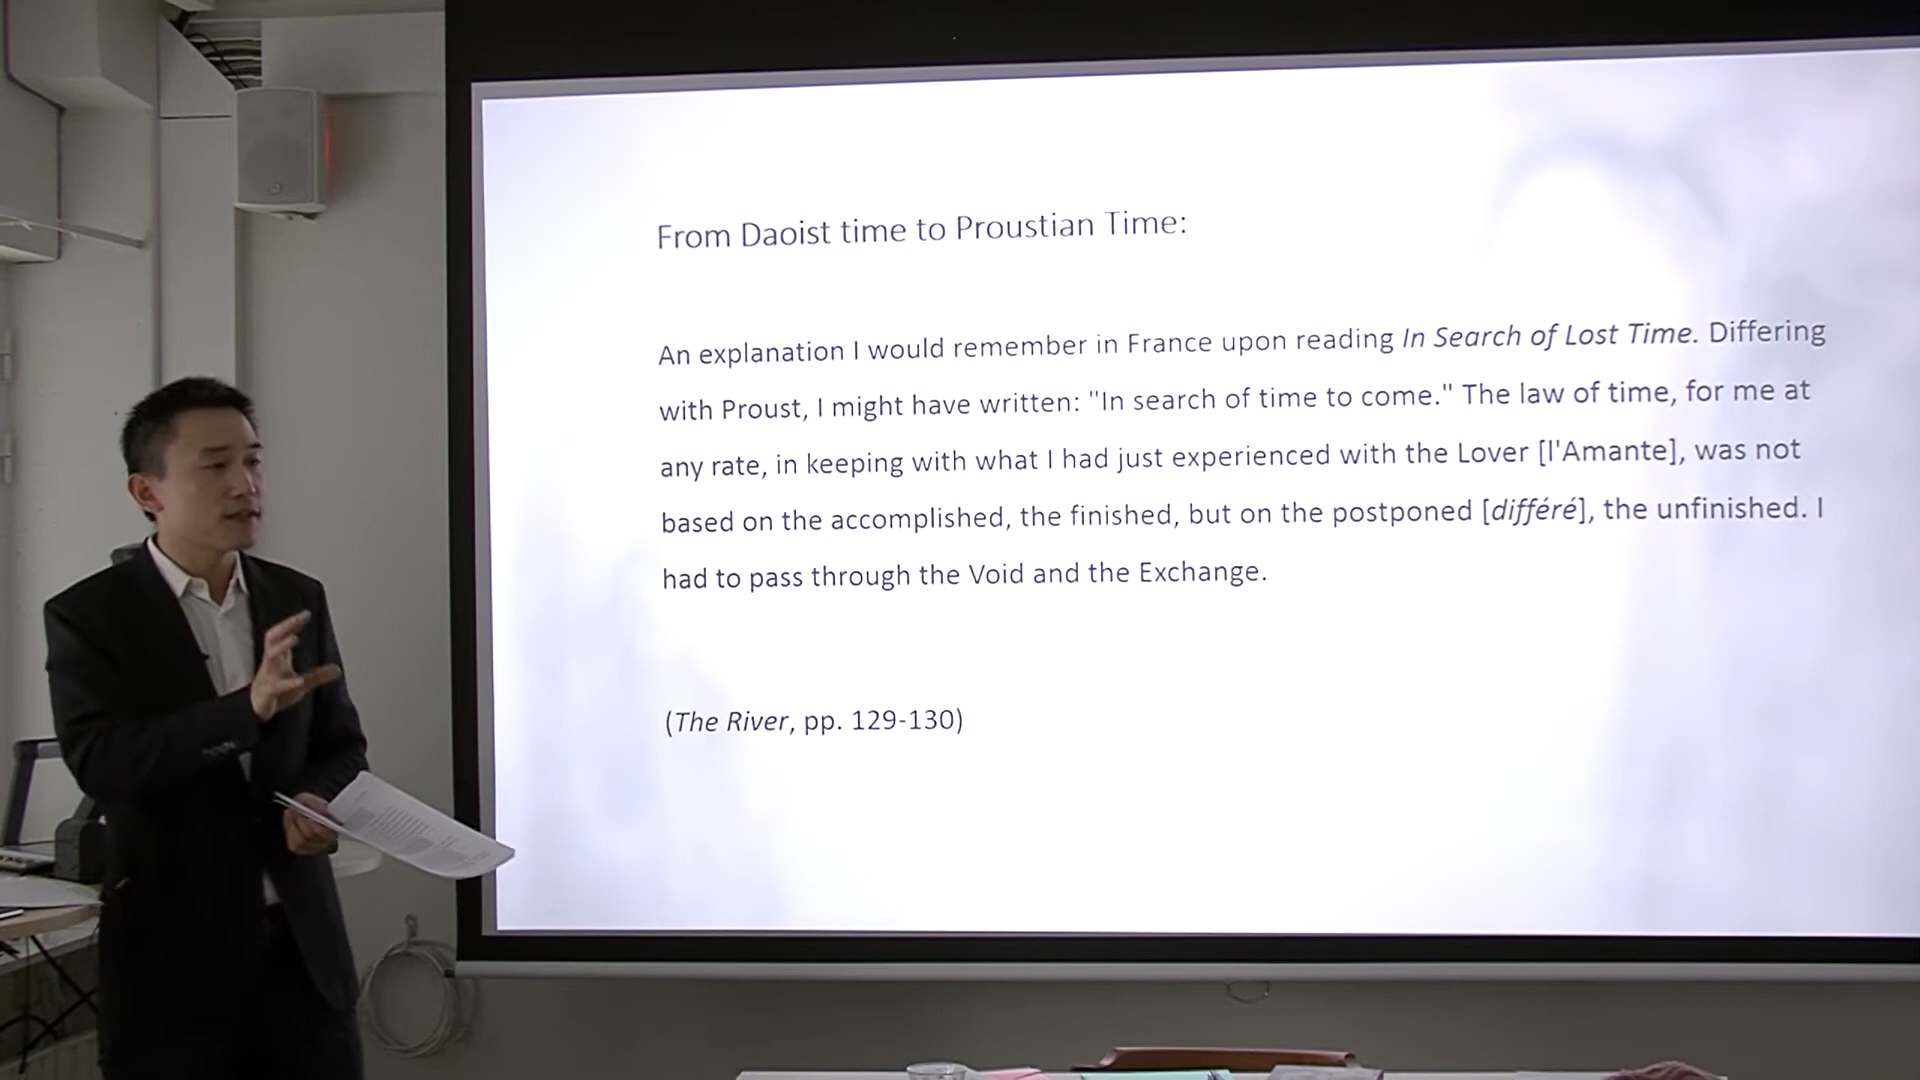 From Daoist time to Proustian Time:
An explanation I would remember in France upon reading In Search of Lost Time. Differing
with Proust, I might have written: "In search of time to come." The law of time, for me at
any rate, in keeping with what I had just experienced with the Lover [l'Amante], was not
based on the accomplished, the finished, but on the postponed [différé], the unfinished. I
had to pass through the Void and the Exchange.
(The River, pp. 129-130)